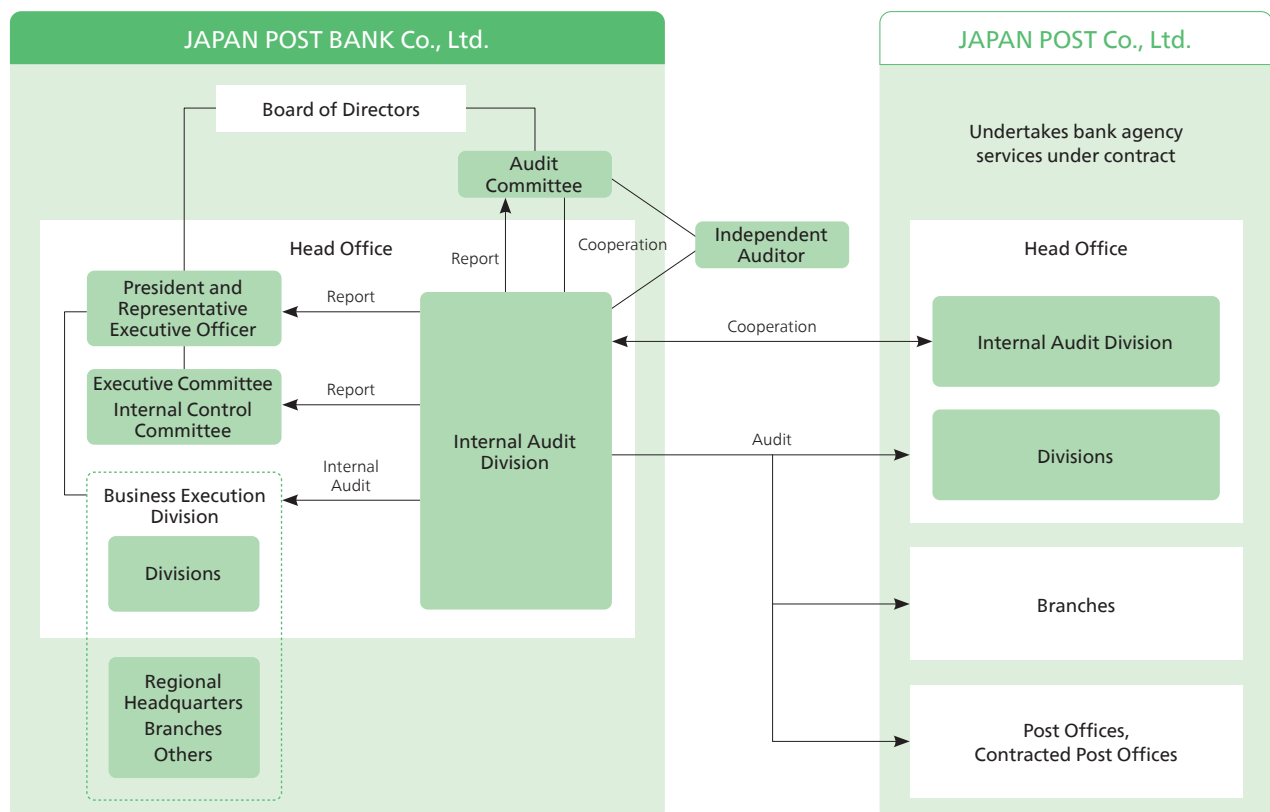 JAPAN POST BANK Co., Ltd.
Board of Directors
Audit
Committee
Independent
Auditor
Head Office
Report
Cooperation
President and
Representative
Executive Officer
Report
Executive Committee
Internal Control
Committee
Report
Internal Audit
Division
Internal
Audit
Business Execution
Division
Divisions
Regional
Headquarters
Branches
Others
Cooperation
Audit
JAPAN POST Co., Ltd.
Undertakes bank agency
services under contract
Head Office
Internal Audit Division
Divisions
Branches
Post Offices,
Contracted Post Offices